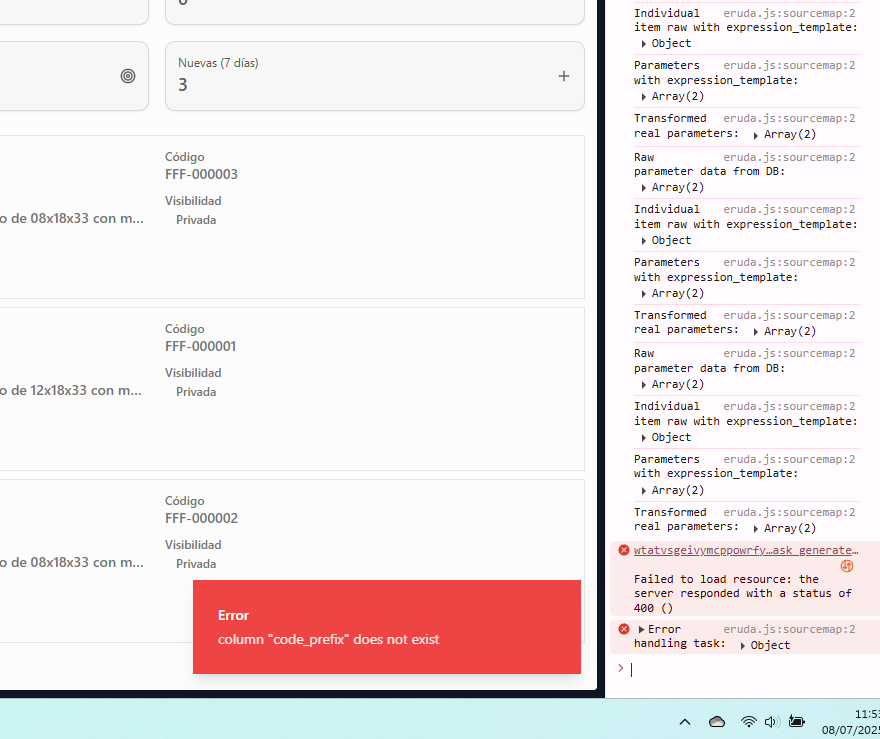 0
Nuevas (7 días)
3
Código
FFF-000003
Visibilidad
o de 08x18x33 con m...
Privada
Código
FFF-000001
Visibilidad
o de 12x18x33 con m...
Privada
Código
FFF-000002
Visibilidad
o de 08x18x33 con m...
Privada
Error
column "code_prefix" does not exist
Individual eruda.js:sourcemap:2
item raw with expression_template:
Object
Parameters eruda.js:sourcemap:2
with expression_template:
Array(2)
Transformed eruda.js:sourcemap:2
real parameters: Array(2)
Raw eruda.js:sourcemap:2
parameter data from DB:
Array(2)
Individual eruda.js:sourcemap:2
item raw with expression_template:
Object
Parameters eruda.js:sourcemap:2
with expression_template:
Array(2)
Transformed eruda.js:sourcemap:2
real parameters: Array(2)
Raw eruda.js:sourcemap:2
parameter data from DB:
Array(2)
Individual eruda.js:sourcemap:2
item raw with expression_template:
Object
Parameters eruda.js:sourcemap:2
with expression_template:
Array(2)
Transformed eruda.js:sourcemap:2
real parameters: Array(2)
wtatvsgeivymcppowrfy…ask_generate…
Failed to load resource: the
server responded with a status of
400 ()
Error eruda.js:sourcemap:2
handling task: Object
11:53
08/07/2025